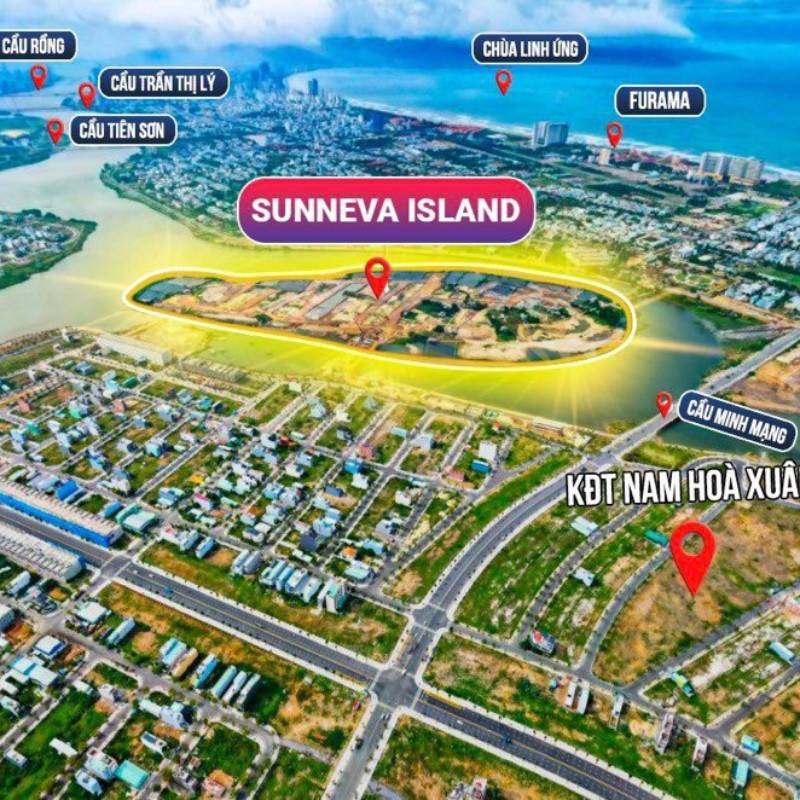 CẦU RỒNG
CẦU TRẦN THỊ LÝ
CẦU TIÊN SƠN
CHÙA LINH ỨNG
FURAMA
SUNNEVA ISLAND
CẦU MINH MẠNG
KĐT NAM HOÀ XUÂ